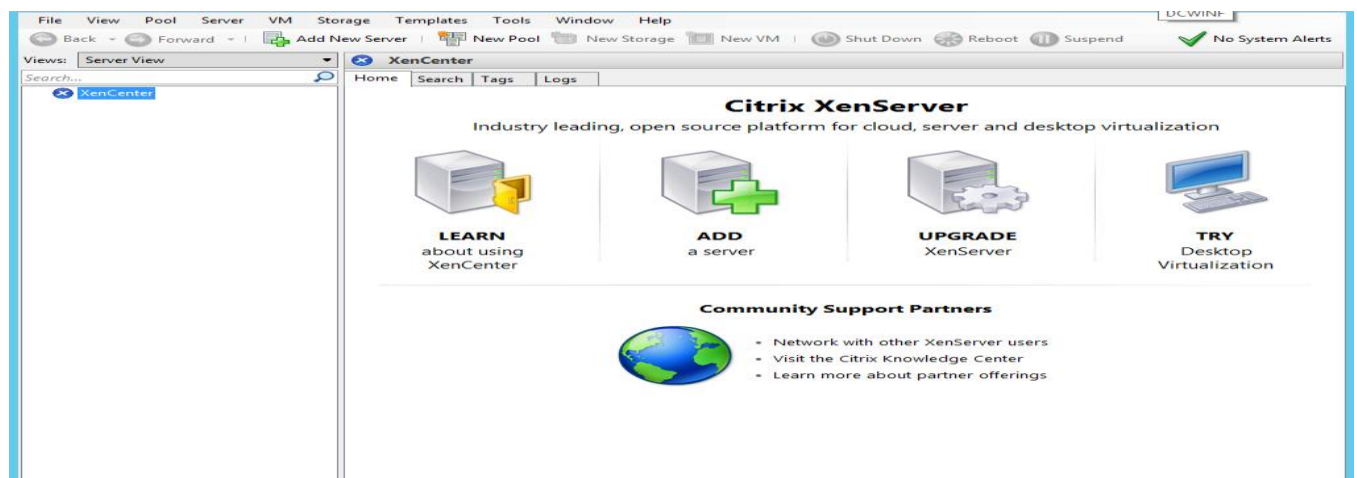 DCWINF
File View Pool Server VM Storage Templates Tools Window Help
Back Forward Add New Server New Pool New Storage New VM Shut Down Reboot Suspend No System Alerts
Views: Server View
XenCenter
Search...
Home Search Tags Logs
XenCenter
Citrix XenServer
Industry leading, open source platform for cloud, server and desktop virtualization
LEARN
about using
XenCenter
ADD
a server
UPGRADE
XenServer
TRY
Desktop
Virtualization
Community Support Partners
• Network with other XenServer users
• Visit the Citrix Knowledge Center
• Learn more about partner offerings